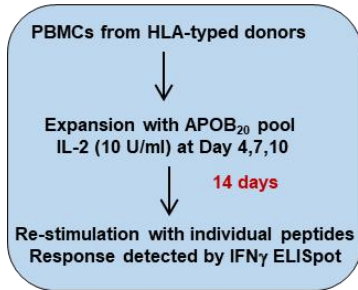 PBMCs from HLA-typed donors
Expansion with APOB₂₀ pool
IL-2 (10 U/ml) at Day 4,7,10
14 days
Re-stimulation with individual peptides
Response detected by IFNγ ELISpot